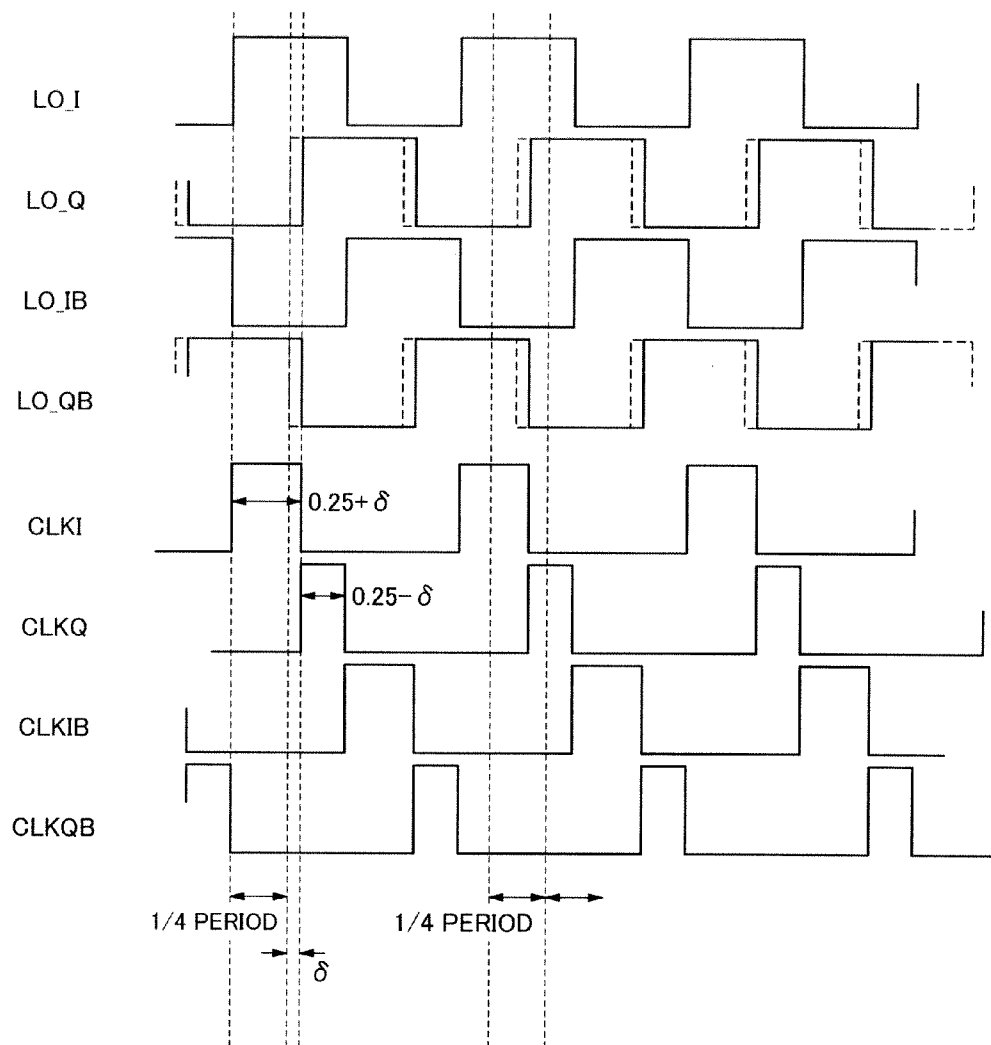 LO_I
LO_Q
LO_IB
LO_QB
0.25+ δ
CLKI
0.25− δ
CLKQ
CLKIB
CLKQB
1/4 PERIOD 1/4 PERIOD
δ